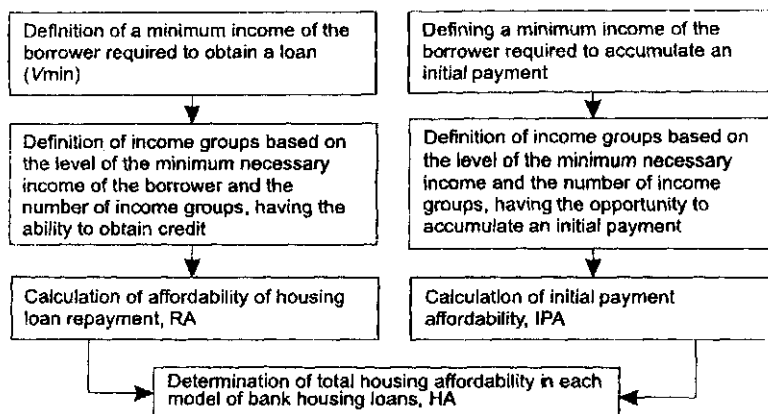 Definition of a minimum income of the
borrower required to obtain a loan
(Vmin)
Defining a minimum income of the
borrower required to accumulate an
initial payment
Definition of income groups based on
the level of the minimum necessary
income of the borrower and the
number of income groups, having the
ability to obtain credit
Definition of income groups based on
the level of the minimum necessary
income and the number of income
groups, having the opportunity to
accumulate an initial payment
Calculation of affordability of housing
loan repayment, RA
Calculation of initial payment
affordability, IPA
Determination of total housing affordability in each
model of bank housing loans, HA